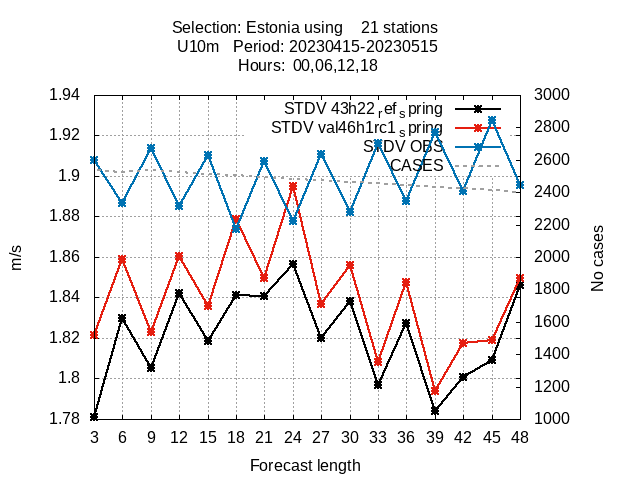 Selection: Estonia using 21 stations
U10m Period: 20230415-20230515
Hours: 00,06,12,18
STDV 43h22refspring
STDV val46h1rc1spring
STDV OBS
CASES
1.94
1.92
1.9
1.88
1.86
1.84
1.82
1.8
1.78
3000
2800
2600
2400
2200
2000
1800
1600
1400
1200
1000
m/s
No cases
3 6 9 12 15 18 21 24 27 30 33 36 39 42 45 48
Forecast length